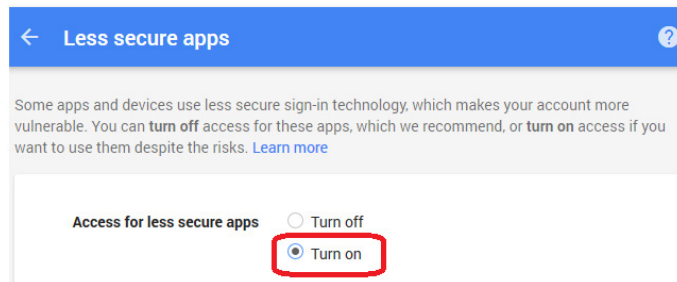 Less secure apps
Some apps and devices use less secure sign-in technology, which makes your account more
vulnerable. You can turn off access for these apps, which we recommend, or turn on access if you
want to use them despite the risks. Learn more
Access for less secure apps
Turn off
Turn on